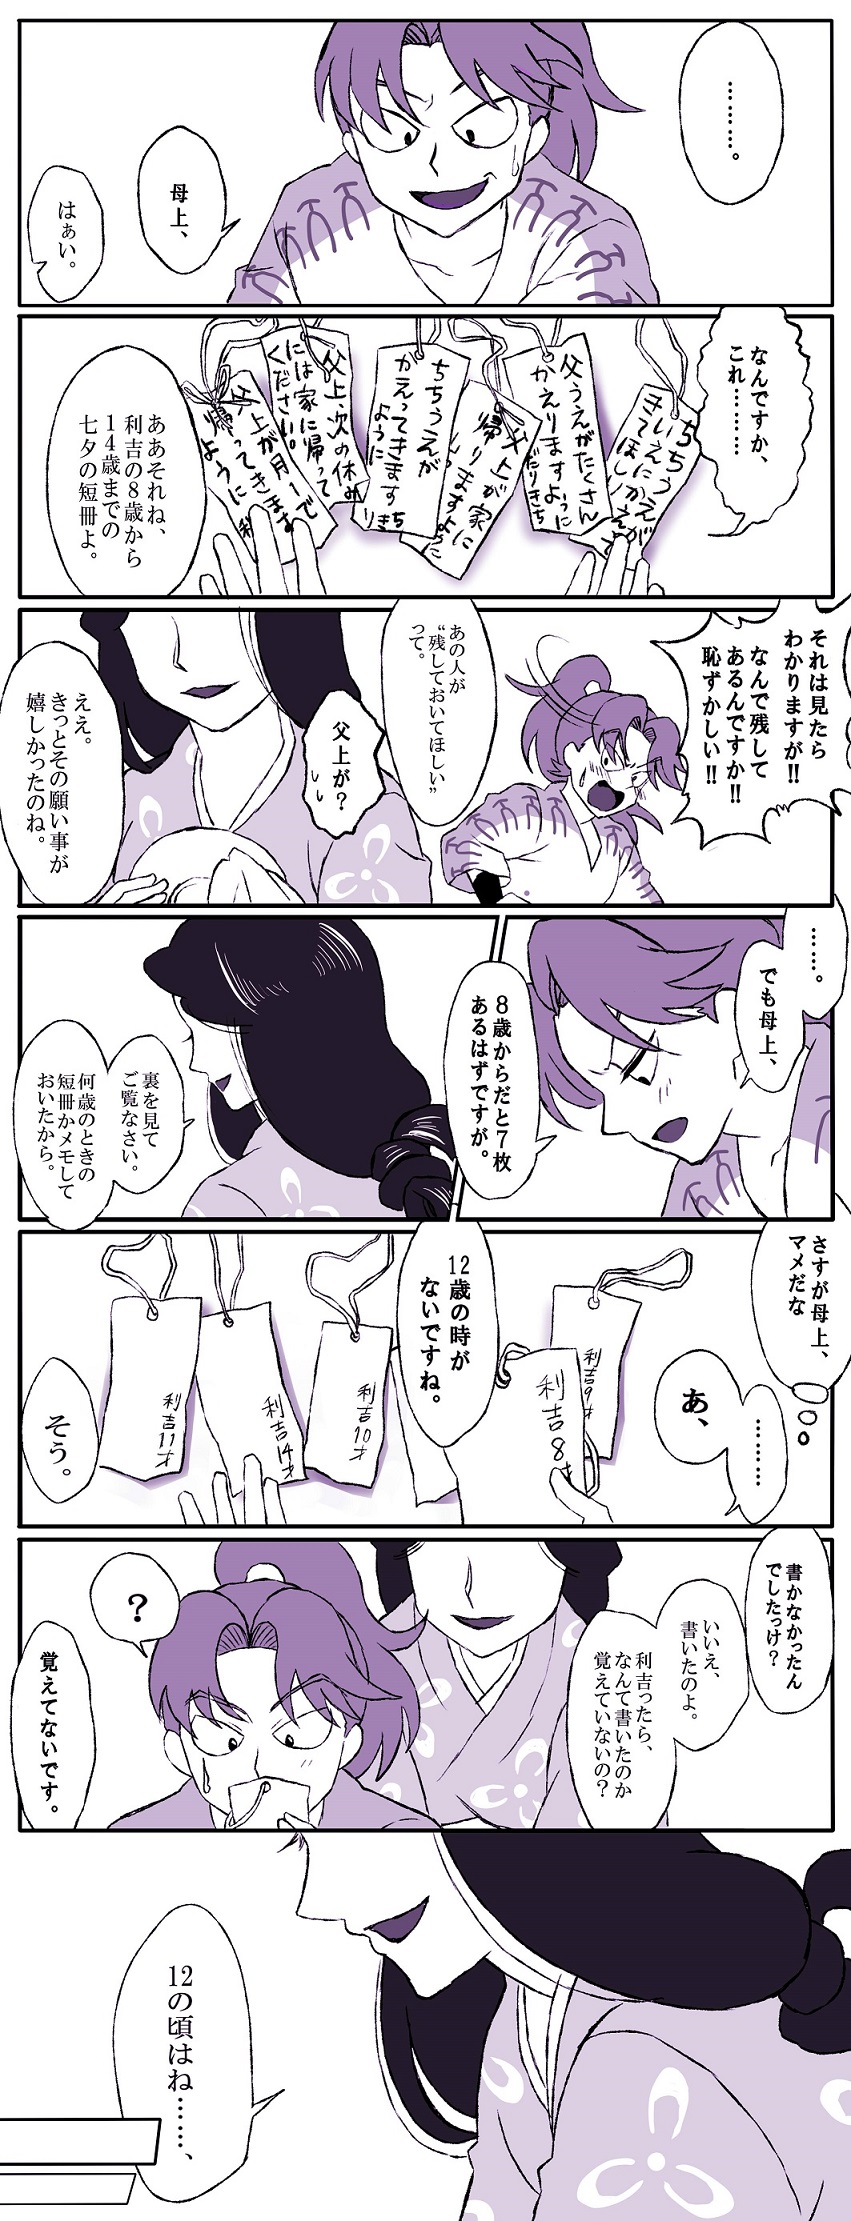 ………。
母上、
はぁい。
なんですか、
これ………
ちちうえが
きいえにかえっ
てきてほしい
父うえがたくさん
かえりますように
りきち
父上が家に
帰りますように
ちちうえが
かえってきます
ように
りきち
父上、次の休み
には家に帰って
ください。
父上が月1で
帰ってきます
ように
利
ああそれね、
利吉の8歳から
14歳までの
七夕の短冊よ。
それは見たら
わかりますが!!
なんで残して
あるんですか!!
恥ずかしい!!
あの人が
“残しておいてほしい”
って。
父上が?
ええ。
きっとその願い事が
嬉しかったのね。
……。
でも母上、
8歳からだと7枚
あるはずですが。
裏を見て
ご覧なさい。
何歳のときの
短冊かメモして
おいたから。
さすが母上、
マメだな
………
あ、
利吉9才
利吉8才
12歳の時が
ないですね。
利吉10才
利吉14才
利吉11才
そう。
書かなかったん
でしたっけ?
いいえ、
書いたのよ。
利吉ったら、
なんて書いたのか
覚えていないの?
?
覚えてないです。
12の頃はね……、